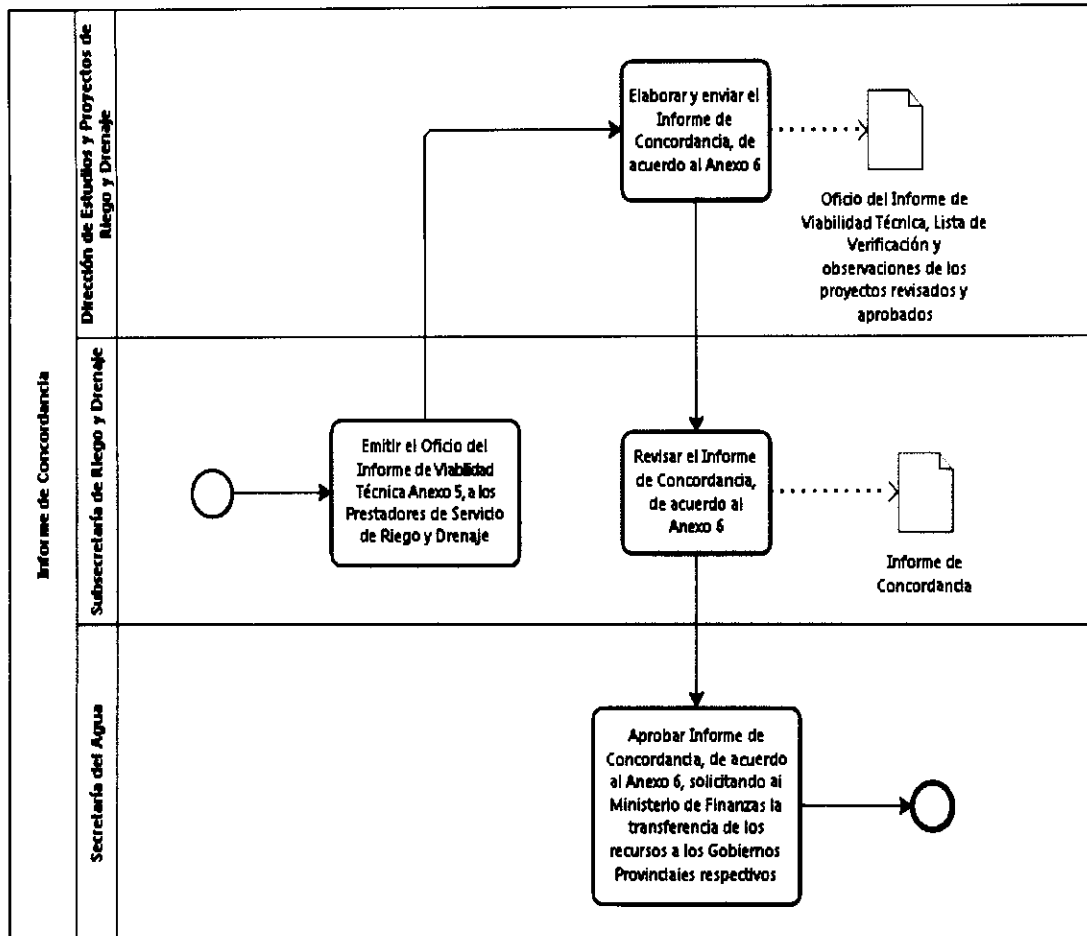 Informe de Concordancia
Dirección de Estudios y Proyectos de
Riego y Drenaje
Elaborar y enviar el
Informe de
Concordancia, de
acuerdo al Anexo 6
Oficio del Informe de
Viabilidad Técnica, Lista de
Verificación y
observaciones de los
proyectos revisados y
aprobados
Subsecretaría de Riego y Drenaje
Emitir el Oficio del
Informe de Viabilidad
Técnica Anexo 5, a los
Prestadores de Servicio
de Riego y Drenaje
Revisar el Informe
de Concordancia,
de acuerdo al
Anexo 6
Informe de
Concordancia
Secretaría del Agua
Aprobar Informe de
Concordancia, de acuerdo
al Anexo 6, solicitando al
Ministerio de Finanzas la
transferencia de los
recursos a los Gobiernos
Provinciales respectivos